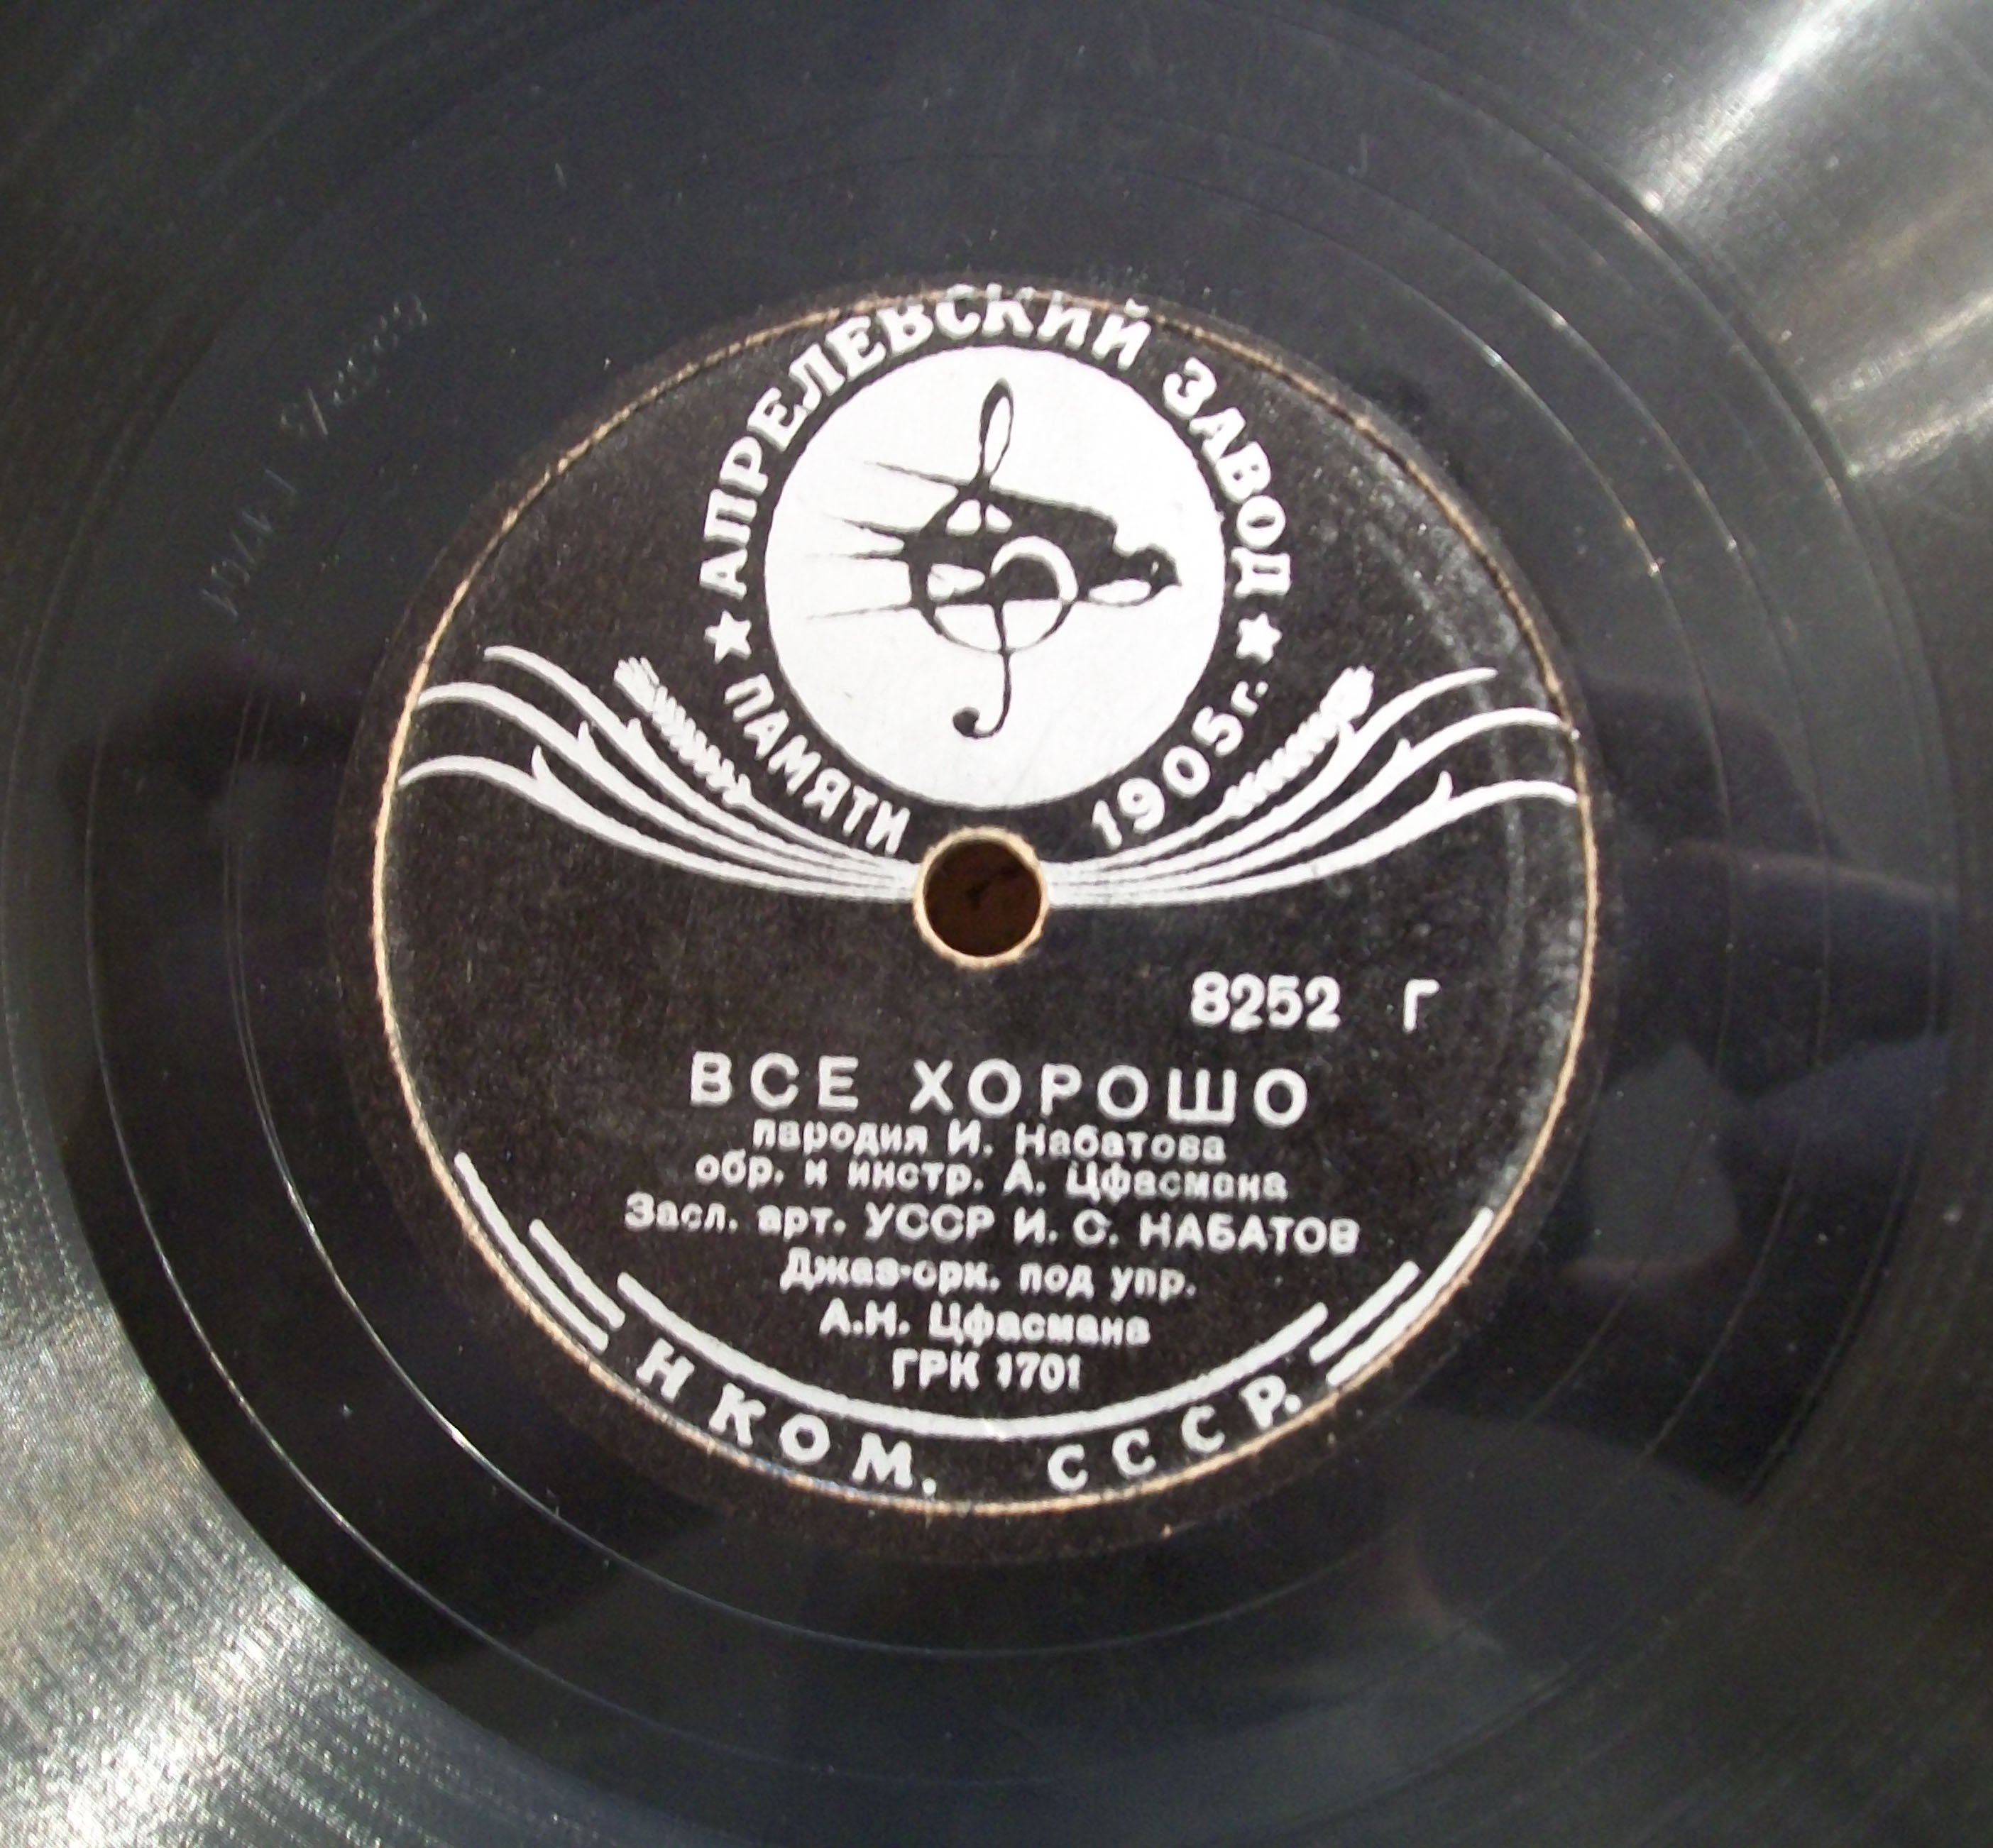 АПРЕЛЕВСКИЙ ЗАВОД
ПАМЯТИ 1905 г.
8252 Г
ВСЕ ХОРОШО
пародия И. Набатова
обр. и инстр. А. Цфасмана
Засл. арт. УССР И. С. НАБАТОВ
Джаз-орк. под упр.
А.Н. Цфасмана
ГРК 1701
НКОМ. СССР.